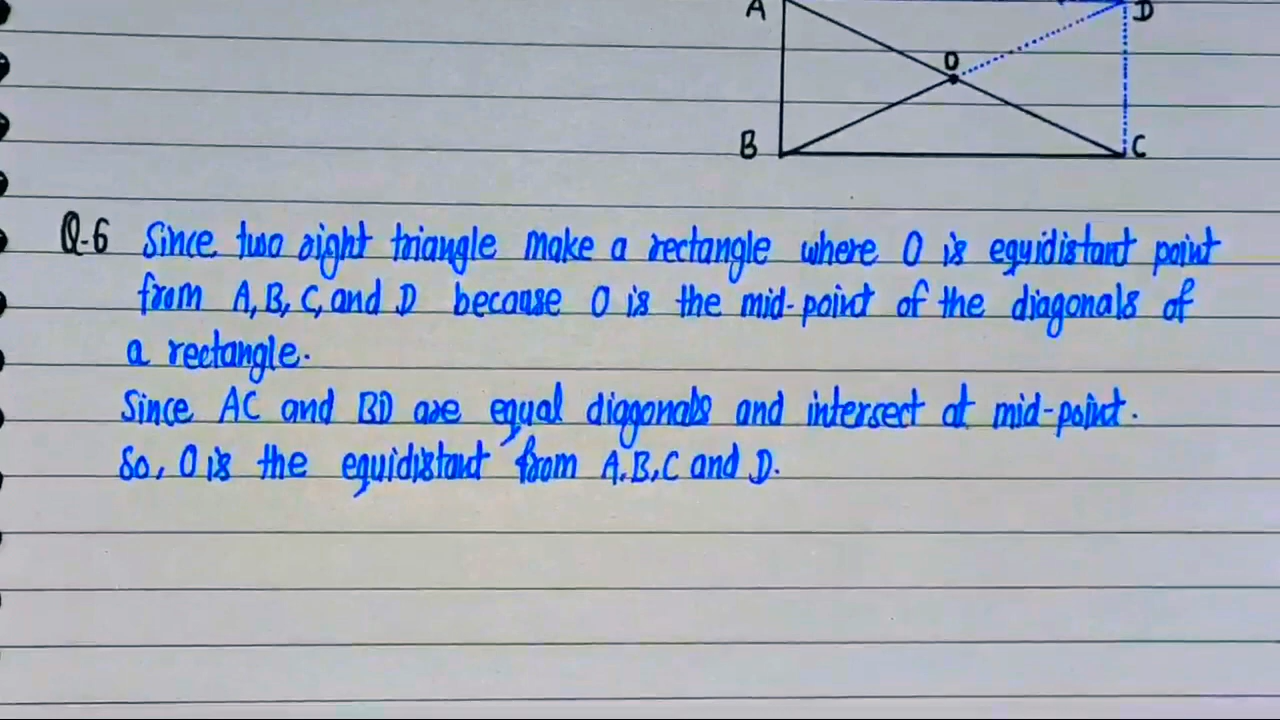 A
D
O
B
C
Q-6 Since two right triangle make a rectangle where O is equidistant point
from A, B, C, and D because O is the mid-point of the diagonals of
a rectangle.
Since AC and BD are equal diagonals and intersect at mid-point.
So, O is the equidistant from A, B, C and D.